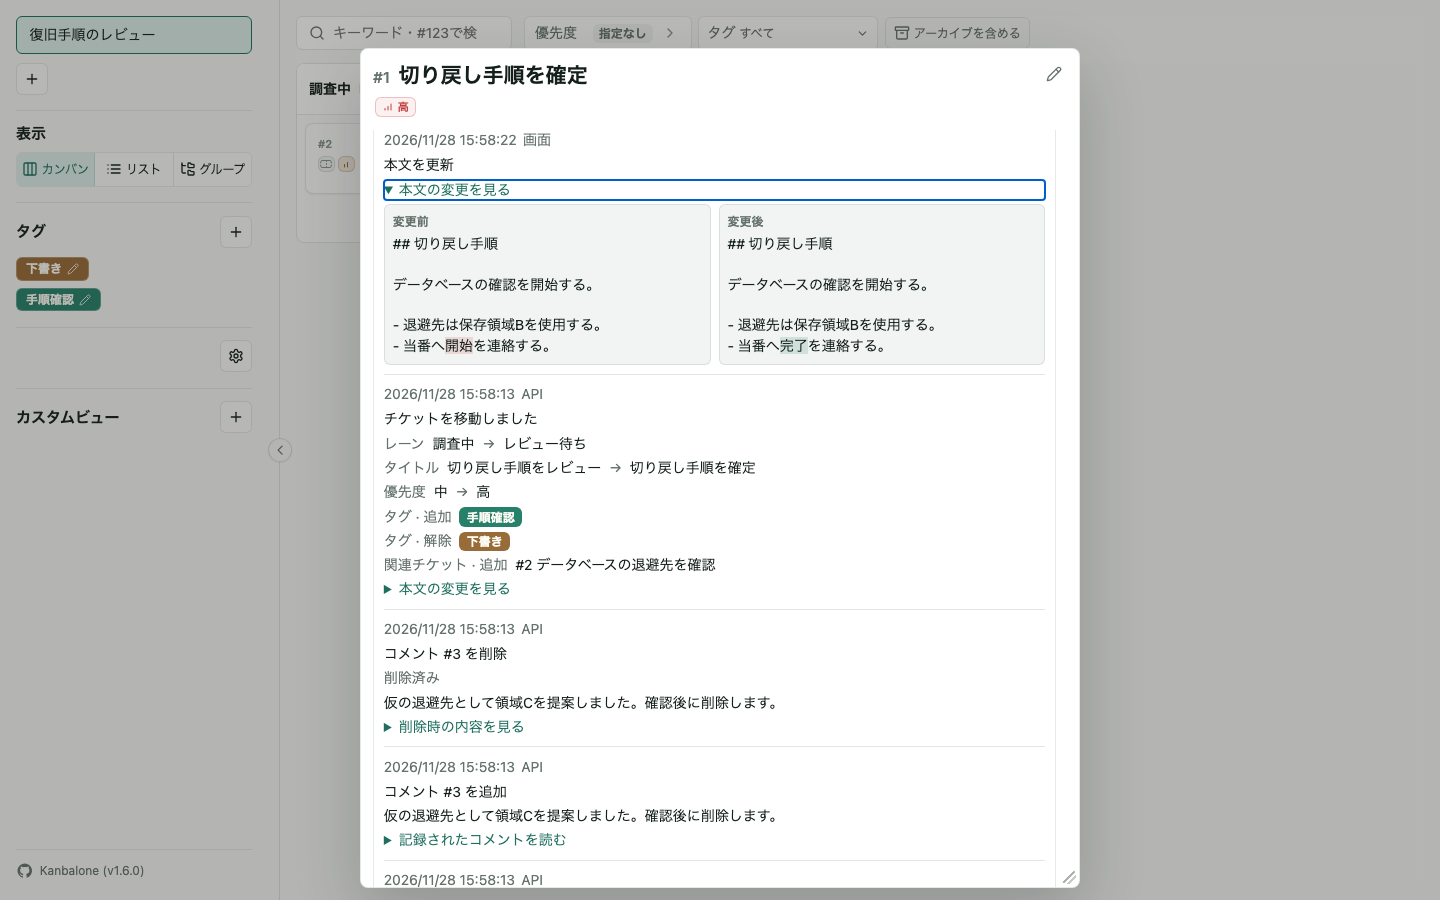 復旧手順のレビュー
表示
カンバン
リスト
グループ
タグ
下書き
手順確認
カスタムビュー
Kanbalone (v1.6.0)
キーワード・#123で検
優先度 指定なし
タグ すべて
アーカイブを含める
調査中
#2
#1 切り戻し手順を確定
高
2026/11/28 15:58:22 画面
本文を更新
▼ 本文の変更を見る
変更前
## 切り戻し手順
データベースの確認を開始する。
- 退避先は保存領域Bを使用する。
- 当番へ開始を連絡する。
変更後
## 切り戻し手順
データベースの確認を開始する。
- 退避先は保存領域Bを使用する。
- 当番へ完了を連絡する。
2026/11/28 15:58:13 API
チケットを移動しました
レーン 調査中 → レビュー待ち
タイトル 切り戻し手順をレビュー → 切り戻し手順を確定
優先度 中 → 高
タグ · 追加 手順確認
タグ · 解除 下書き
関連チケット · 追加 #2 データベースの退避先を確認
▶ 本文の変更を見る
2026/11/28 15:58:13 API
コメント #3 を削除
削除済み
仮の退避先として領域Cを提案しました。確認後に削除します。
▶ 削除時の内容を見る
2026/11/28 15:58:13 API
コメント #3 を追加
仮の退避先として領域Cを提案しました。確認後に削除します。
▶ 記録されたコメントを読む
2026/11/28 15:58:13 API